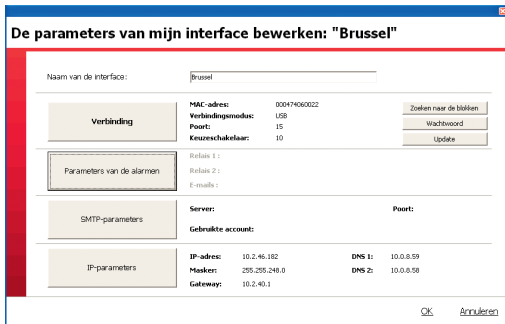 De parameters van mijn interface bewerken: "Brussel"
Naam van de interface: Brussel
Verbinding
MAC-adres: 000474060022
Verbindingsmodus: USB
Poort: 15
Keuzeschakelaar: 10
Zoeken naar de blokken
Wachtwoord
Update
Parameters van de alarmen
Relais 1 :
Relais 2 :
E-mails :
SMTP-parameters
Server: Poort:
Gebruikte account:
IP-parameters
IP-adres: 10.2.46.182 DNS 1: 10.0.8.59
Masker: 255.255.248.0 DNS 2: 10.0.8.58
Gateway: 10.2.40.1
OK Annuleren